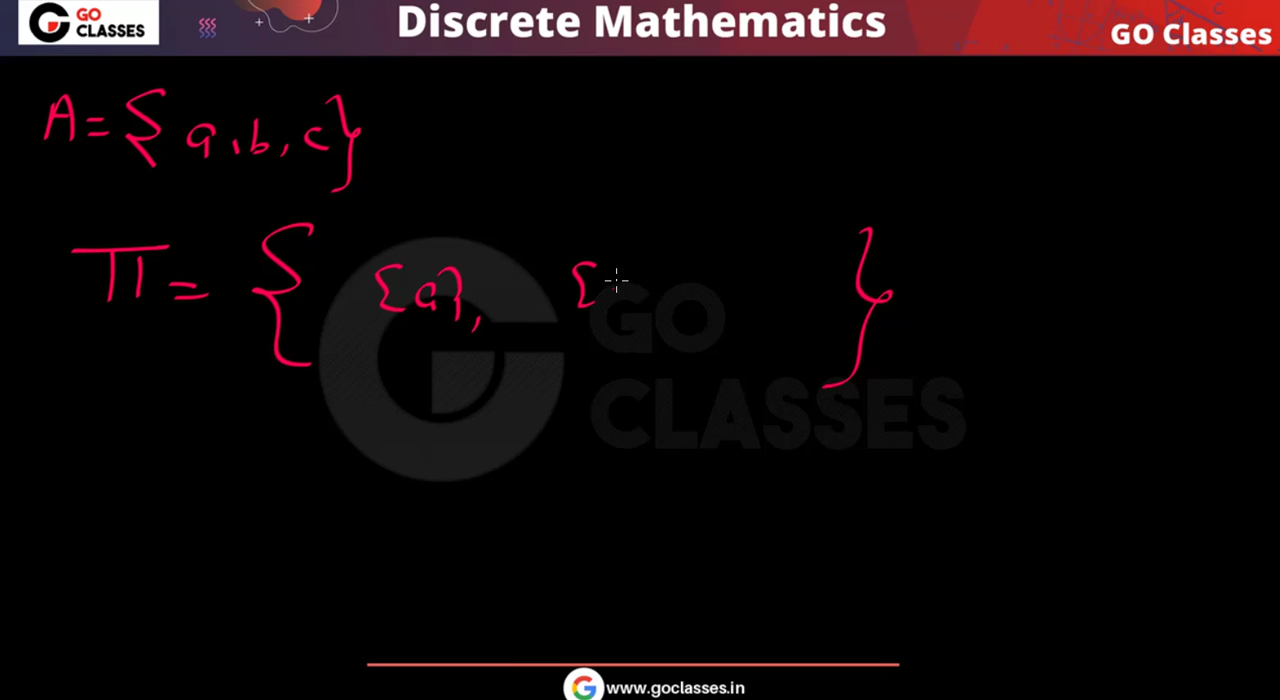 GO
CLASSES
Discrete Mathematics
GO Classes
A = { a, b, c }
π = { {a}, { }
GO
CLASSES
www.goclasses.in